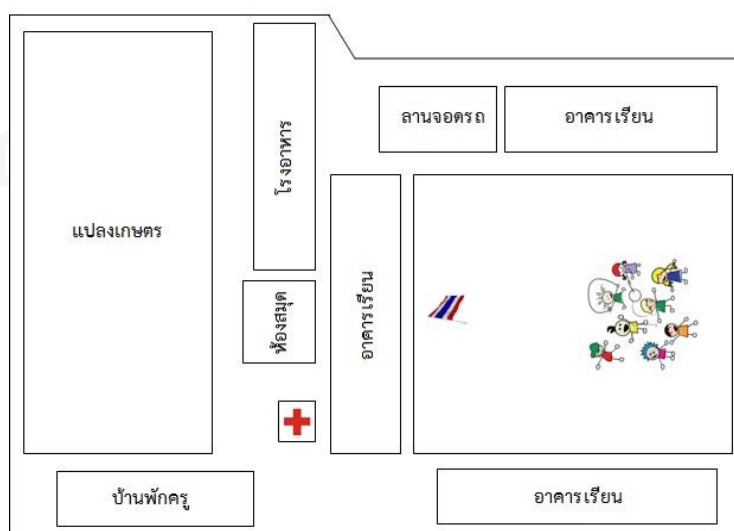 โรงอาหาร
ลานจอดรถ
อาคารเรียน
แปลงเกษตร
ห้องสมุด
อาคารเรียน
บ้านพักครู
อาคารเรียน